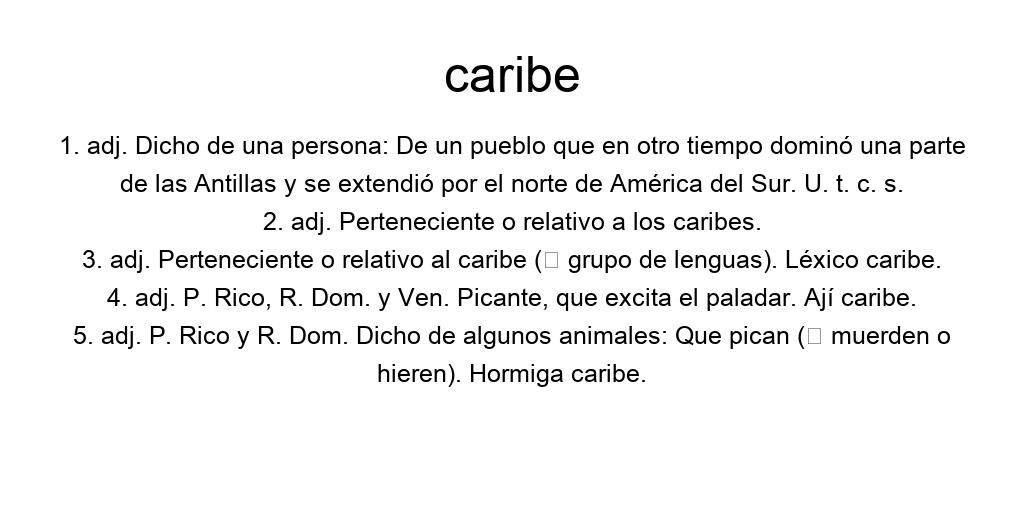 caribe
1. adj. Dicho de una persona: De un pueblo que en otro tiempo dominó una parte
de las Antillas y se extendió por el norte de América del Sur. U. t. c. s.
2. adj. Perteneciente o relativo a los caribes.
3. adj. Perteneciente o relativo al caribe (□ grupo de lenguas). Léxico caribe.
4. adj. P. Rico, R. Dom. y Ven. Picante, que excita el paladar. Ají caribe.
5. adj. P. Rico y R. Dom. Dicho de algunos animales: Que pican (□ muerden o
hieren). Hormiga caribe.